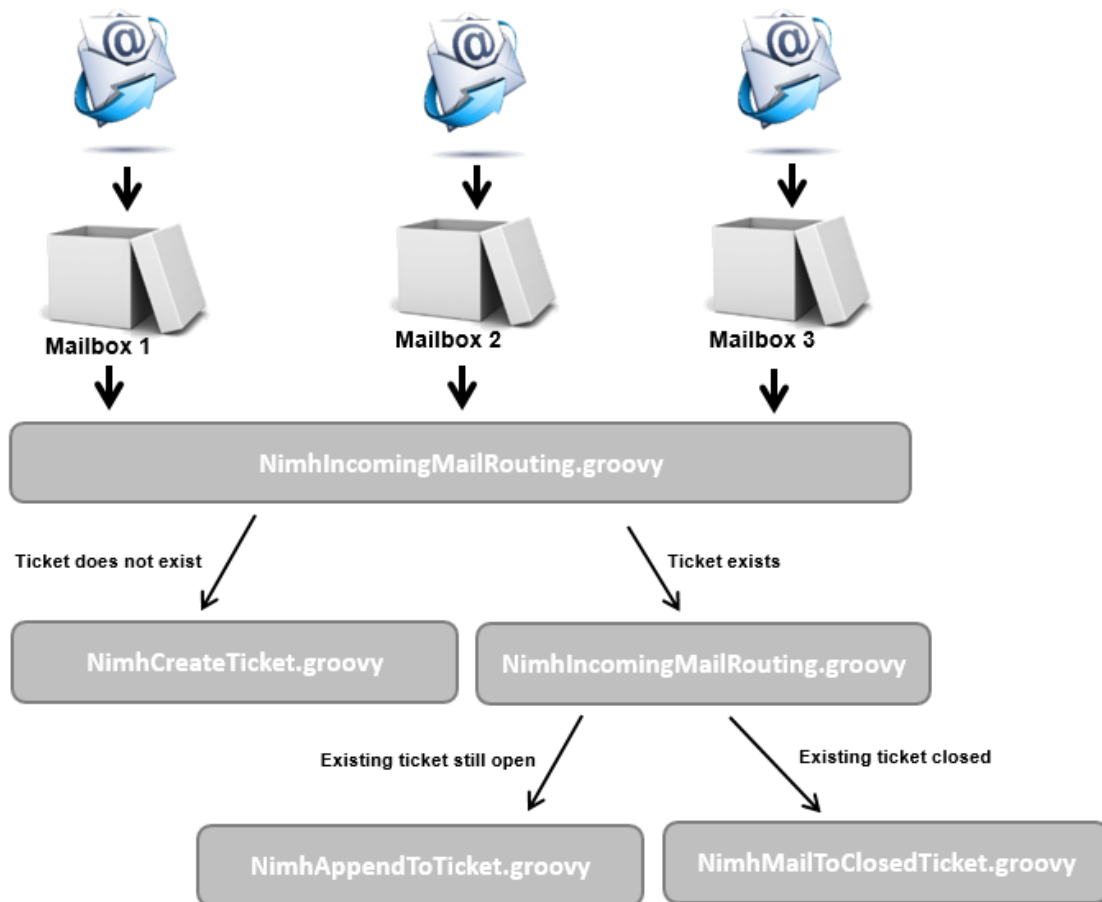 @ @ @
Mailbox 1 Mailbox 2 Mailbox 3
NimhIncomingMailRouting.groovy
Ticket does not exist Ticket exists
NimhCreateTicket.groovy NimhIncomingMailRouting.groovy
Existing ticket still open Existing ticket closed
NimhAppendToTicket.groovy NimhMailToClosedTicket.groovy